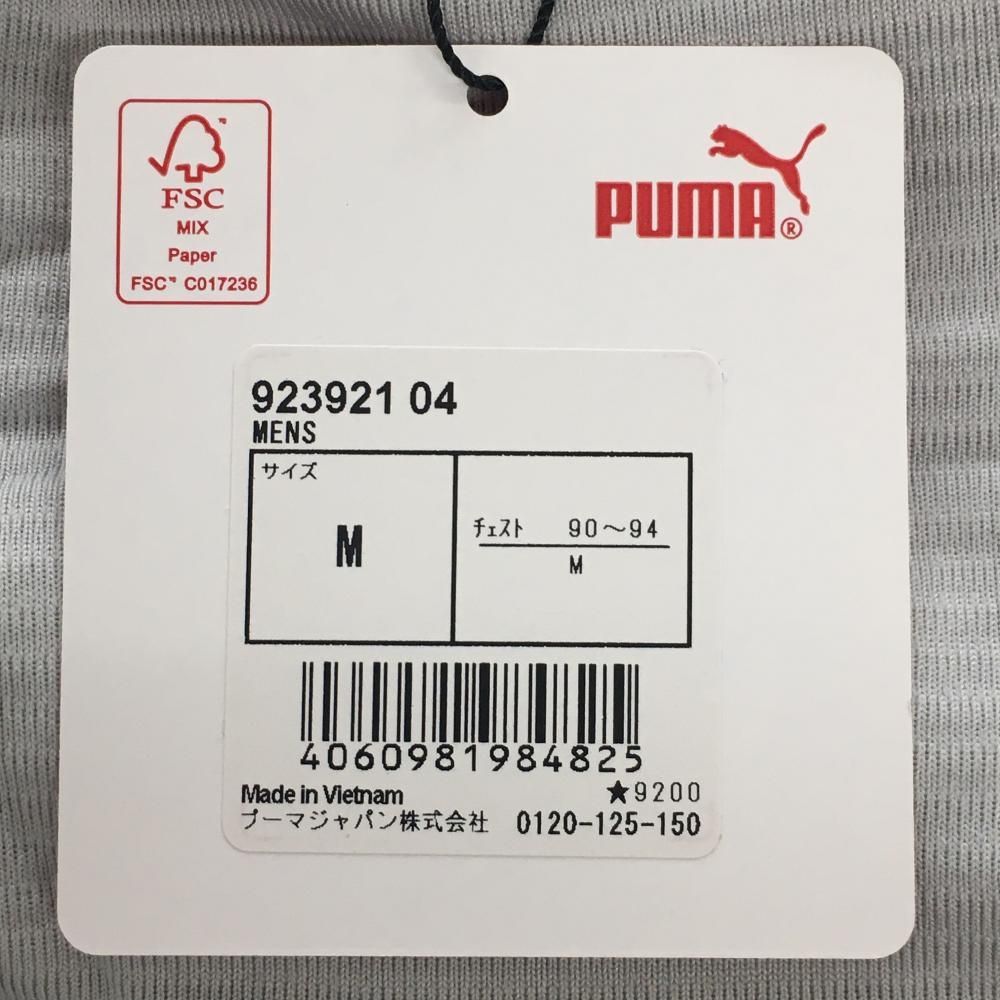 FSC
MIX
Paper
FSC™ C017236
PUMA®
923921 04
MENS
サイズ
M
チェスト 90～94
M
4060981984825
Made in Vietnam
★9200
プーマジャパン株式会社 0120-125-150